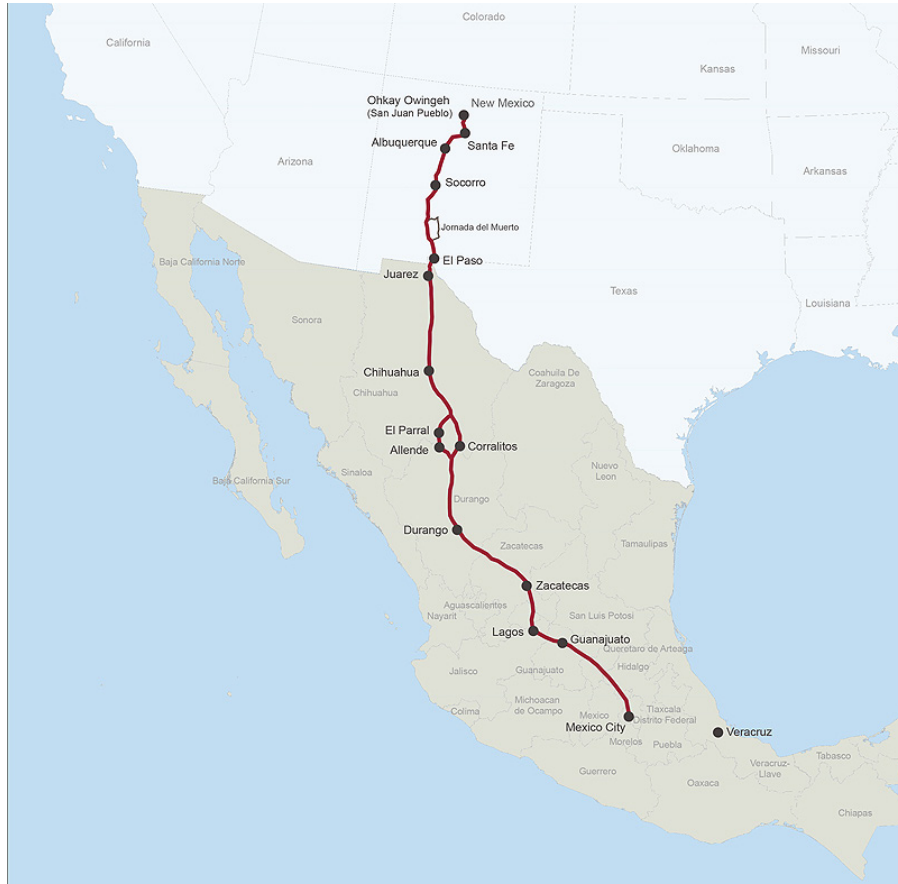 Colorado
California
Missouri
Kansas
Ohkay Owingeh
(San Juan Pueblo)
New Mexico
Albuquerque
Santa Fe
Oklahoma
Arizona
Arkansas
Socorro
Jornada del Muerto
El Paso
Baja California Norte
Juarez
Texas
Louisiana
Sonora
Chihuahua
Coahuila De
Zaragoza
Chihuahua
El Parral
Allende
Corralitos
Sinaloa
Nuevo
Leon
Baja California Sur
Durango
Durango
Zacatecas
Tamaulipas
Zacatecas
Aguascalientes
Nayarit
San Luis Potosi
Lagos
Guanajuato
Queretaro de Arteaga
Hidalgo
Jalisco
Guanajuato
Michoacan
de Ocampo
Colima
Mexico
Tlaxcala
Distrito Federal
Mexico City
Veracruz
Morelos
Puebla
Veracruz-
Llave
Tabasco
Guerrero
Oaxaca
Chiapas